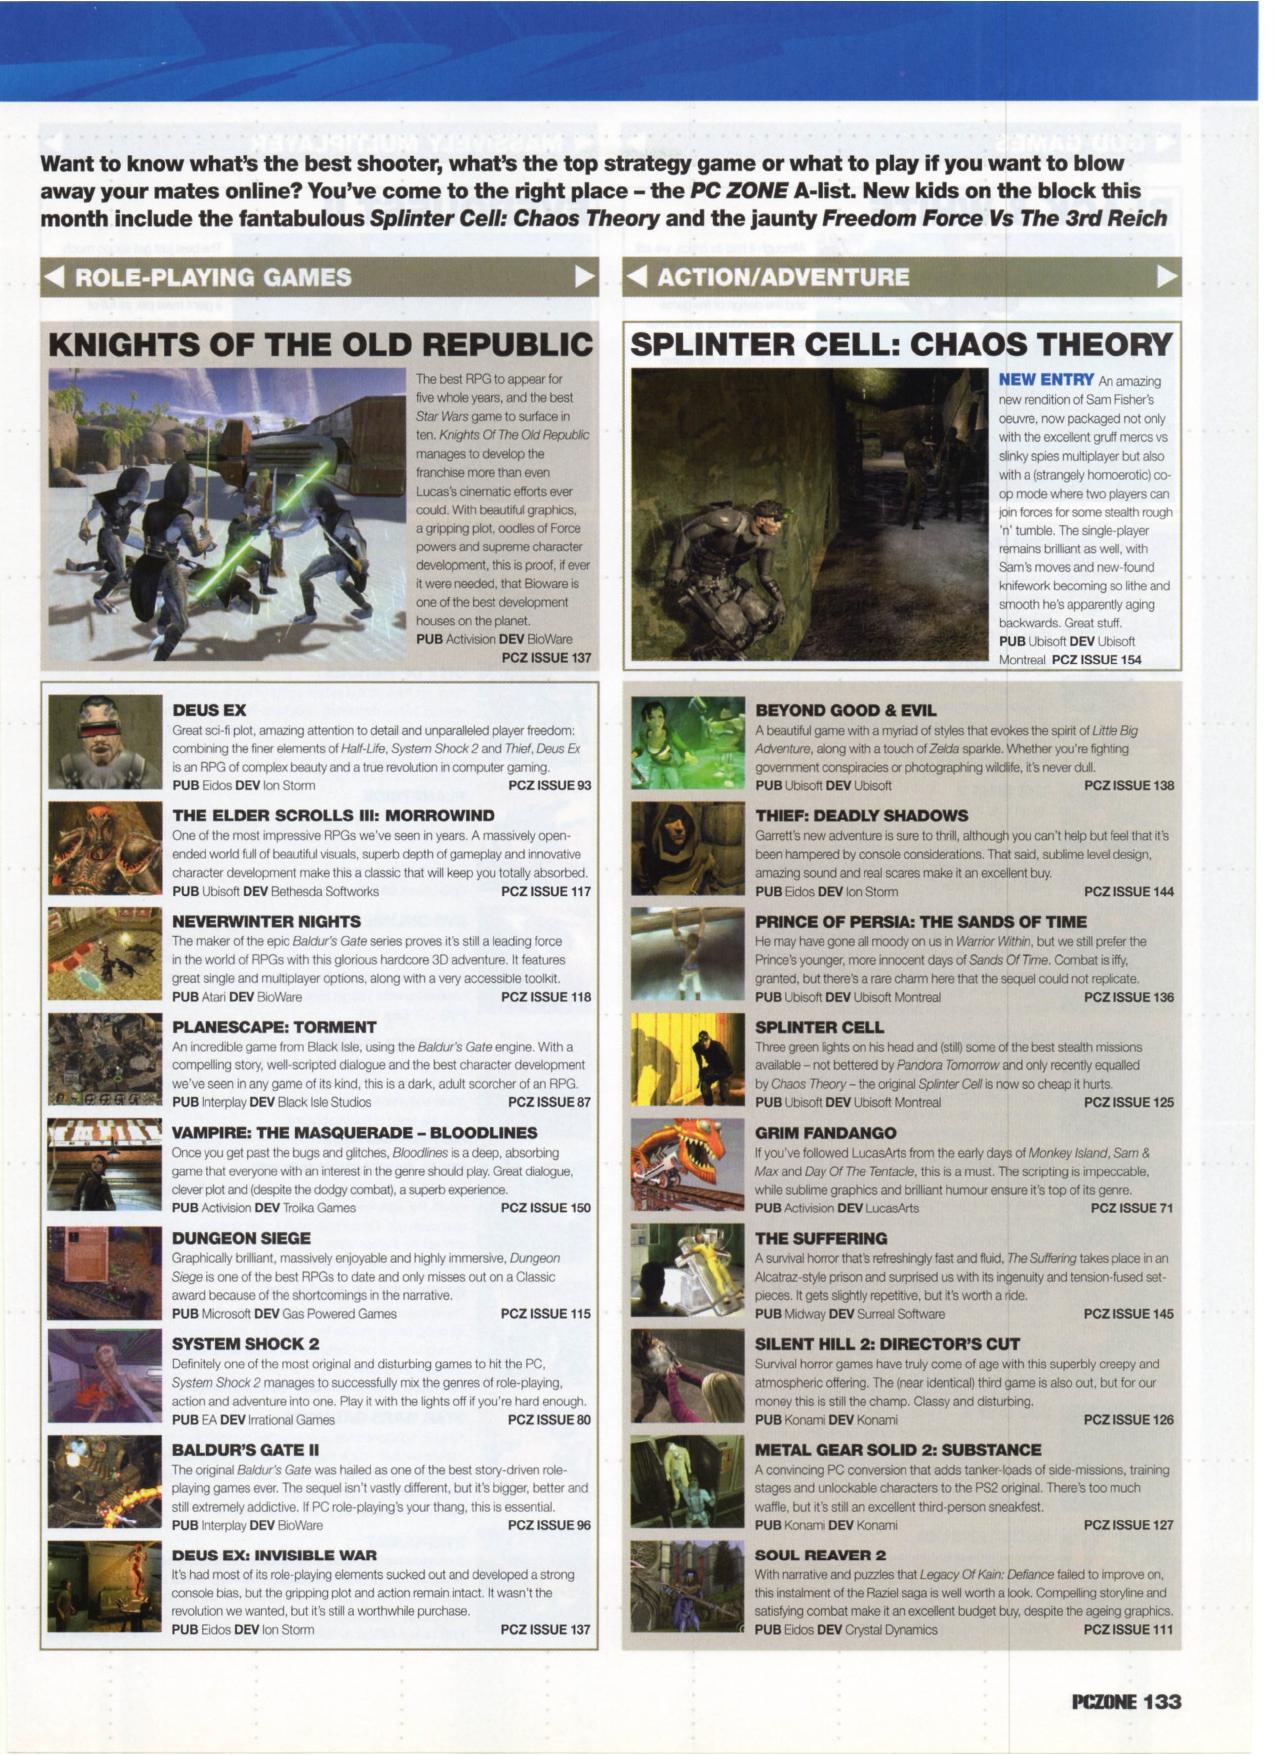 Want to know what's the best shooter, what's the top strategy game or what to play if you want to blow
away your mates online? You've come to the right place – the PC ZONE A-list. New kids on the block this
month include the fantabulous Splinter Cell: Chaos Theory and the jaunty Freedom Force Vs The 3rd Reich
ROLE-PLAYING GAMES
KNIGHTS OF THE OLD REPUBLIC
The best RPG to appear for
five whole years, and the best
Star Wars game to surface in
ten. Knights Of The Old Republic
manages to develop the
franchise more than even
Lucas's cinematic efforts ever
could. With beautiful graphics,
a gripping plot, oodles of Force
powers and supreme character
development, this is proof, if ever
it were needed, that Bioware is
one of the best development
houses on the planet.
PUB Activision DEV BioWare
PCZ ISSUE 137
DEUS EX
Great sci-fi plot, amazing attention to detail and unparalleled player freedom:
combining the finer elements of Half-Life, System Shock 2 and Thief, Deus Ex
is an RPG of complex beauty and a true revolution in computer gaming.
PUB Eidos DEV Ion Storm PCZ ISSUE 93
THE ELDER SCROLLS III: MORROWIND
One of the most impressive RPGs we've seen in years. A massively open-
ended world full of beautiful visuals, superb depth of gameplay and innovative
character development make this a classic that will keep you totally absorbed.
PUB Ubisoft DEV Bethesda Softworks PCZ ISSUE 117
NEVERWINTER NIGHTS
The maker of the epic Baldur's Gate series proves it's still a leading force
in the world of RPGs with this glorious hardcore 3D adventure. It features
great single and multiplayer options, along with a very accessible toolkit.
PUB Atari DEV BioWare PCZ ISSUE 118
PLANESCAPE: TORMENT
An incredible game from Black Isle, using the Baldur's Gate engine. With a
compelling story, well-scripted dialogue and the best character development
we've seen in any game of its kind, this is a dark, adult scorcher of an RPG.
PUB Interplay DEV Black Isle Studios PCZ ISSUE 87
VAMPIRE: THE MASQUERADE – BLOODLINES
Once you get past the bugs and glitches, Bloodlines is a deep, absorbing
game that everyone with an interest in the genre should play. Great dialogue,
clever plot and (despite the dodgy combat), a superb experience.
PUB Activision DEV Troika Games PCZ ISSUE 150
DUNGEON SIEGE
Graphically brilliant, massively enjoyable and highly immersive, Dungeon
Siege is one of the best RPGs to date and only misses out on a Classic
award because of the shortcomings in the narrative.
PUB Microsoft DEV Gas Powered Games PCZ ISSUE 115
SYSTEM SHOCK 2
Definitely one of the most original and disturbing games to hit the PC,
System Shock 2 manages to successfully mix the genres of role-playing,
action and adventure into one. Play it with the lights off if you're hard enough.
PUB EA DEV Irrational Games PCZ ISSUE 80
BALDUR'S GATE II
The original Baldur's Gate was hailed as one of the best story-driven role-
playing games ever. The sequel isn't vastly different, but it's bigger, better and
still extremely addictive. If PC role-playing's your thang, this is essential.
PUB Interplay DEV BioWare PCZ ISSUE 96
DEUS EX: INVISIBLE WAR
It's had most of its role-playing elements sucked out and developed a strong
console bias, but the gripping plot and action remain intact. It wasn't the
revolution we wanted, but it's still a worthwhile purchase.
PUB Eidos DEV Ion Storm PCZ ISSUE 137
ACTION/ADVENTURE
SPLINTER CELL: CHAOS THEORY
NEW ENTRY An amazing
new rendition of Sam Fisher's
oeuvre, now packaged not only
with the excellent gruff mercs vs
slinky spies multiplayer but also
with a (strangely homoerotic) co-
op mode where two players can
join forces for some stealth rough
'n' tumble. The single-player
remains brilliant as well, with
Sam's moves and new-found
knifework becoming so lithe and
smooth he's apparently aging
backwards. Great stuff.
PUB Ubisoft DEV Ubisoft
Montreal PCZ ISSUE 154
BEYOND GOOD & EVIL
A beautiful game with a myriad of styles that evokes the spirit of Little Big
Adventure, along with a touch of Zelda sparkle. Whether you're fighting
government conspiracies or photographing wildlife, it's never dull.
PUB Ubisoft DEV Ubisoft PCZ ISSUE 138
THIEF: DEADLY SHADOWS
Garrett's new adventure is sure to thrill, although you can't help but feel that it's
been hampered by console considerations. That said, sublime level design,
amazing sound and real scares make it an excellent buy.
PUB Eidos DEV Ion Storm PCZ ISSUE 144
PRINCE OF PERSIA: THE SANDS OF TIME
He may have gone all moody on us in Warrior Within, but we still prefer the
Prince's younger, more innocent days of Sands Of Time. Combat is iffy,
granted, but there's a rare charm here that the sequel could not replicate.
PUB Ubisoft DEV Ubisoft Montreal PCZ ISSUE 136
SPLINTER CELL
Three green lights on his head and (still) some of the best stealth missions
available – not bettered by Pandora Tomorrow and only recently equalled
by Chaos Theory – the original Splinter Cell is now so cheap it hurts.
PUB Ubisoft DEV Ubisoft Montreal PCZ ISSUE 125
GRIM FANDANGO
If you've followed LucasArts from the early days of Monkey Island, Sam &
Max and Day Of The Tentacle, this is a must. The scripting is impeccable,
while sublime graphics and brilliant humour ensure it's top of its genre.
PUB Activision DEV LucasArts PCZ ISSUE 71
THE SUFFERING
A survival horror that's refreshingly fast and fluid, The Suffering takes place in an
Alcatraz-style prison and surprised us with its ingenuity and tension-fused set-
pieces. It gets slightly repetitive, but it's worth a ride.
PUB Midway DEV Surreal Software PCZ ISSUE 145
SILENT HILL 2: DIRECTOR'S CUT
Survival horror games have truly come of age with this superbly creepy and
atmospheric offering. The (near identical) third game is also out, but for our
money this is still the champ. Classy and disturbing.
PUB Konami DEV Konami PCZ ISSUE 126
METAL GEAR SOLID 2: SUBSTANCE
A convincing PC conversion that adds tanker-loads of side-missions, training
stages and unlockable characters to the PS2 original. There's too much
waffle, but it's still an excellent third-person sneakfest.
PUB Konami DEV Konami PCZ ISSUE 127
SOUL REAVER 2
With narrative and puzzles that Legacy Of Kain: Defiance failed to improve on,
this instalment of the Raziel saga is well worth a look. Compelling storyline and
satisfying combat make it an excellent budget buy, despite the ageing graphics.
PUB Eidos DEV Crystal Dynamics PCZ ISSUE 111
PCZONE 133